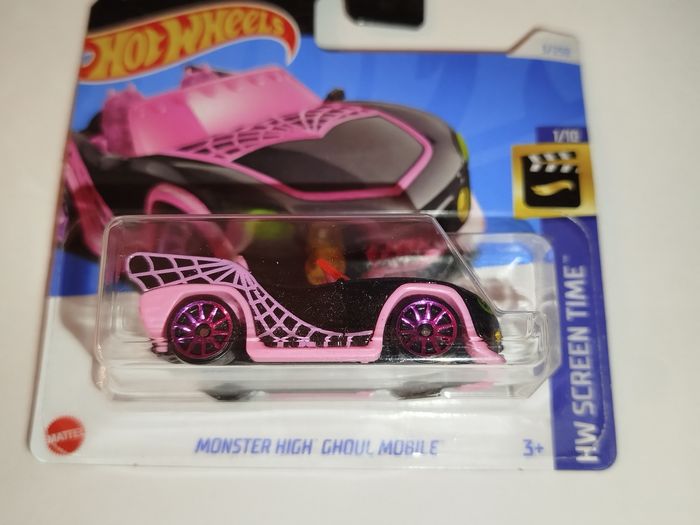 HOT WHEELS
1/10
HW SCREEN TIME
MATTEL
MONSTER HIGH GHOUL MOBILE
3+